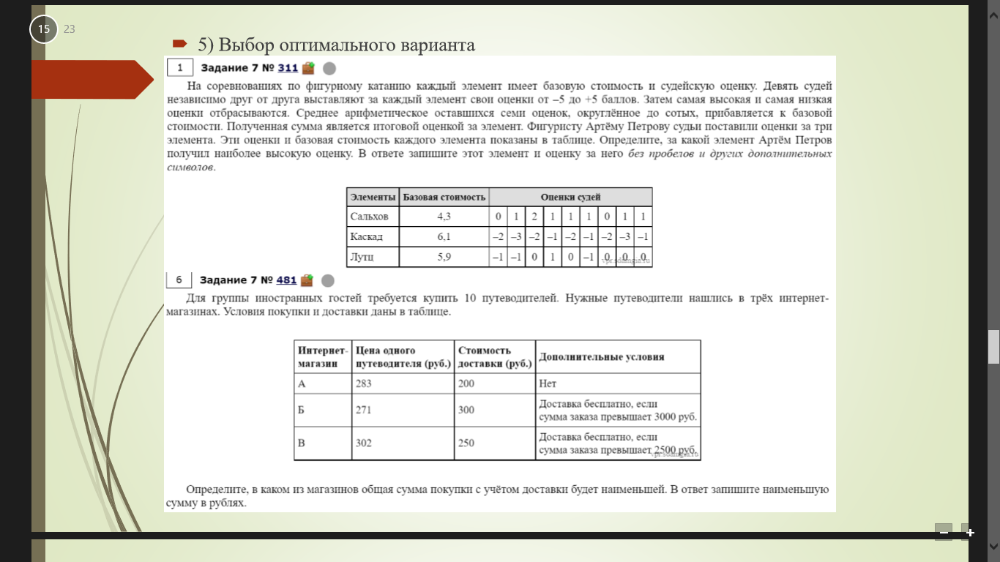 15 23
5) Выбор оптимального варианта
1 Задание 7 № 311
На соревнованиях по фигурному катанию каждый элемент имеет базовую стоимость и судейскую оценку. Девять судей
независимо друг от друга выставляют за каждый элемент свои оценки от –5 до +5 баллов. Затем самая высокая и самая низкая
оценки отбрасываются. Среднее арифметическое оставшихся семи оценок, округлённое до сотых, прибавляется к базовой
стоимости. Полученная сумма является итоговой оценкой за элемент. Фигуристу Артёму Петрову судьи поставили оценки за три
элемента. Эти оценки и базовая стоимость каждого элемента показаны в таблице. Определите, за какой элемент Артём Петров
получил наиболее высокую оценку. В ответе запишите этот элемент и оценку за него без пробелов и других дополнительных
символов.
Элементы Базовая стоимость Оценки судей
Сальхов 4,3 0 1 2 1 1 1 0 1 1
Каскад 6,1 –2 –3 –2 –1 –2 –1 –2 –3 –1
Лутц 5,9 –1 –1 0 1 0 –1 0 0 0
vpr.sdamgia.ru
6 Задание 7 № 481
Для группы иностранных гостей требуется купить 10 путеводителей. Нужные путеводители нашлись в трёх интернет-
магазинах. Условия покупки и доставки даны в таблице.
Интернет- Цена одного Стоимость Дополнительные условия
магазин путеводителя (руб.) доставки (руб.)
А 283 200 Нет
Б 271 300 Доставка бесплатно, если
сумма заказа превышает 3000 руб.
В 302 250 Доставка бесплатно, если
сумма заказа превышает 2500 руб.
vpr.sdamgia.ru
Определите, в каком из магазинов общая сумма покупки с учётом доставки будет наименьшей. В ответ запишите наименьшую
сумму в рублях.